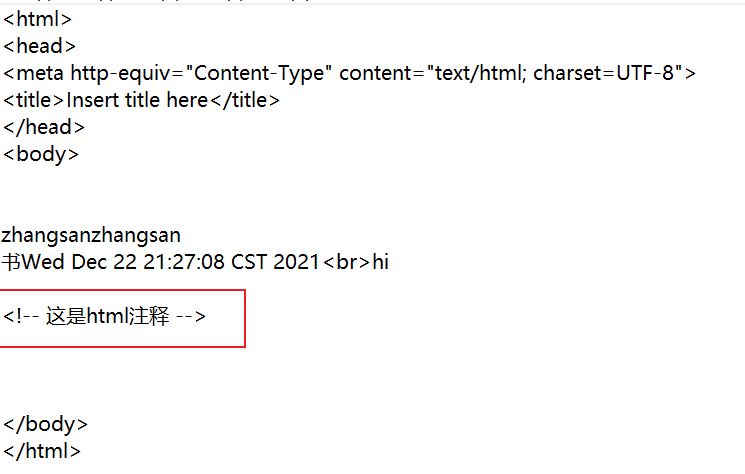 <html>
<head>
<meta http-equiv="Content-Type" content="text/html; charset=UTF-8">
<title>Insert title here</title>
</head>
<body>
zhangsanzhangsan
书Wed Dec 22 21:27:08 CST 2021<br>hi
<!-- 这是html注释 -->
</body>
</html>